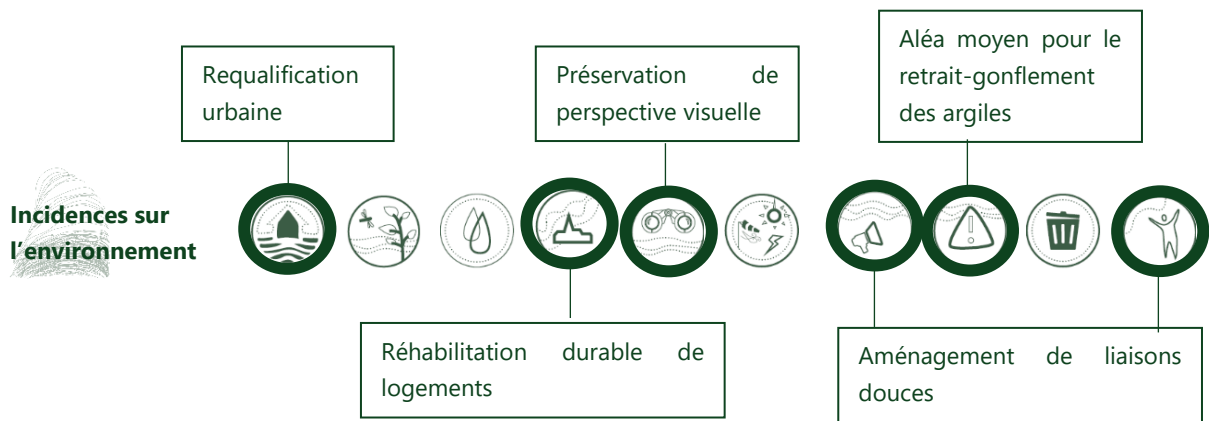 Requalification
urbaine
Préservation de
perspective visuelle
Aléa moyen pour le
retrait-gonflement
des argiles
Incidences sur
l'environnement
Réhabilitation durable de
logements
Aménagement de liaisons
douces